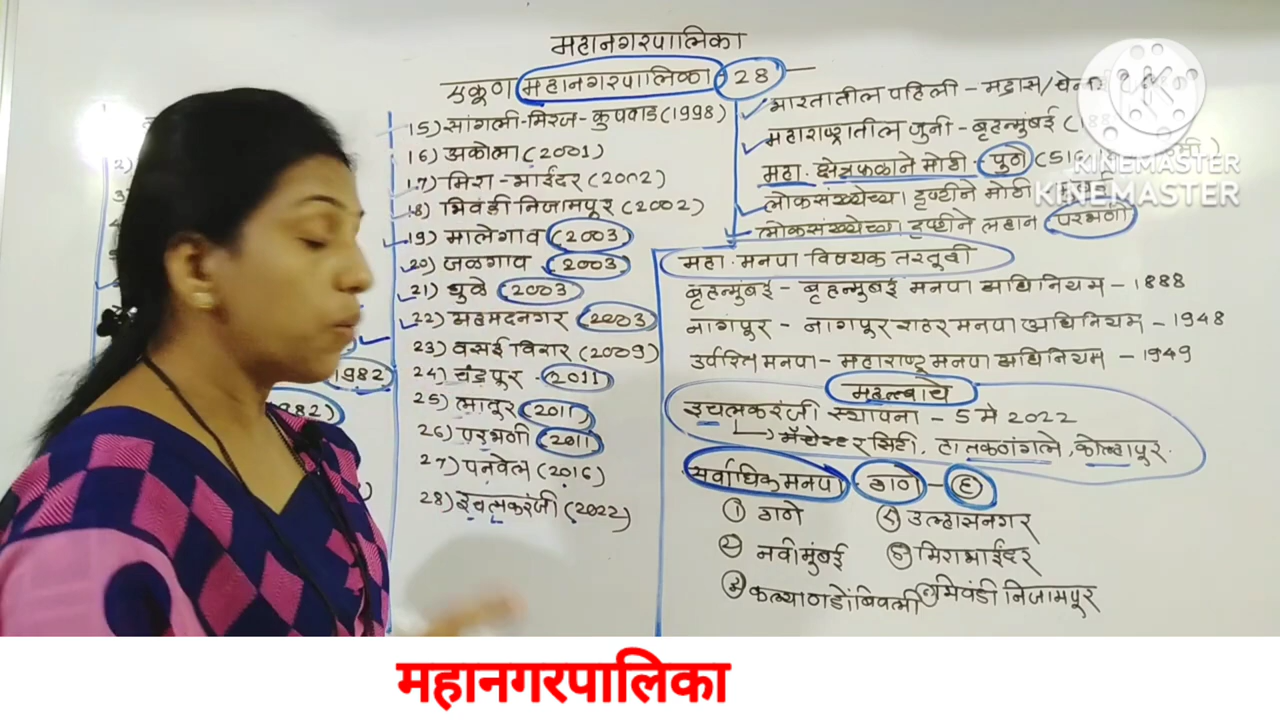 महानगरपालिका
एकूण महानगरपालिका - 28
15) सांगली-मिरज-कुपवाड (1998)
16) अकोला (2001)
17) मिरा-भाईंदर (2002)
18) भिवंडी निजामपूर (2002)
19) मालेगाव (2003)
20) जळगाव (2003)
21) धुळे (2003)
22) अहमदनगर (2003)
23) वसई विरार (2009)
24) चंद्रपूर - 2011
25) लातूर (2011)
26) परभणी (2011)
27) पनवेल (2016)
28) इचलकरंजी (2022)
2)
1982
भारतातील पहिली - मद्रास/
महाराष्ट्रातील जुनी - बृहन्मुंबई
महा. क्षेत्रफळाने मोठी - पुणे
लोकसंख्येच्या दृष्टीने मोठी
लोकसंख्येच्या दृष्टीने लहान परभणी
महा. मनपा विषयक तरतूदी
बृहन्मुंबई - बृहन्मुंबई मनपा अधिनियम - 1888
नागपूर - नागपूर शहर मनपा अधिनियम - 1948
उर्वरित मनपा - महाराष्ट्र मनपा अधिनियम - 1949
महत्त्वाचे
इचलकरंजी स्थापना - 5 मे 2022
मँचेस्टर सिटी, हातकणंगले, कोल्हापूर.
सर्वाधिक मनपा ठाणे - ६
① ठाणे
② नवीमुंबई
③ कल्याणडोंबिवली
④ उल्हासनगर
⑤ मिराभाईंदर
भिवंडी निजामपूर
KINEMASTER
KINEMASTER
महानगरपालिका